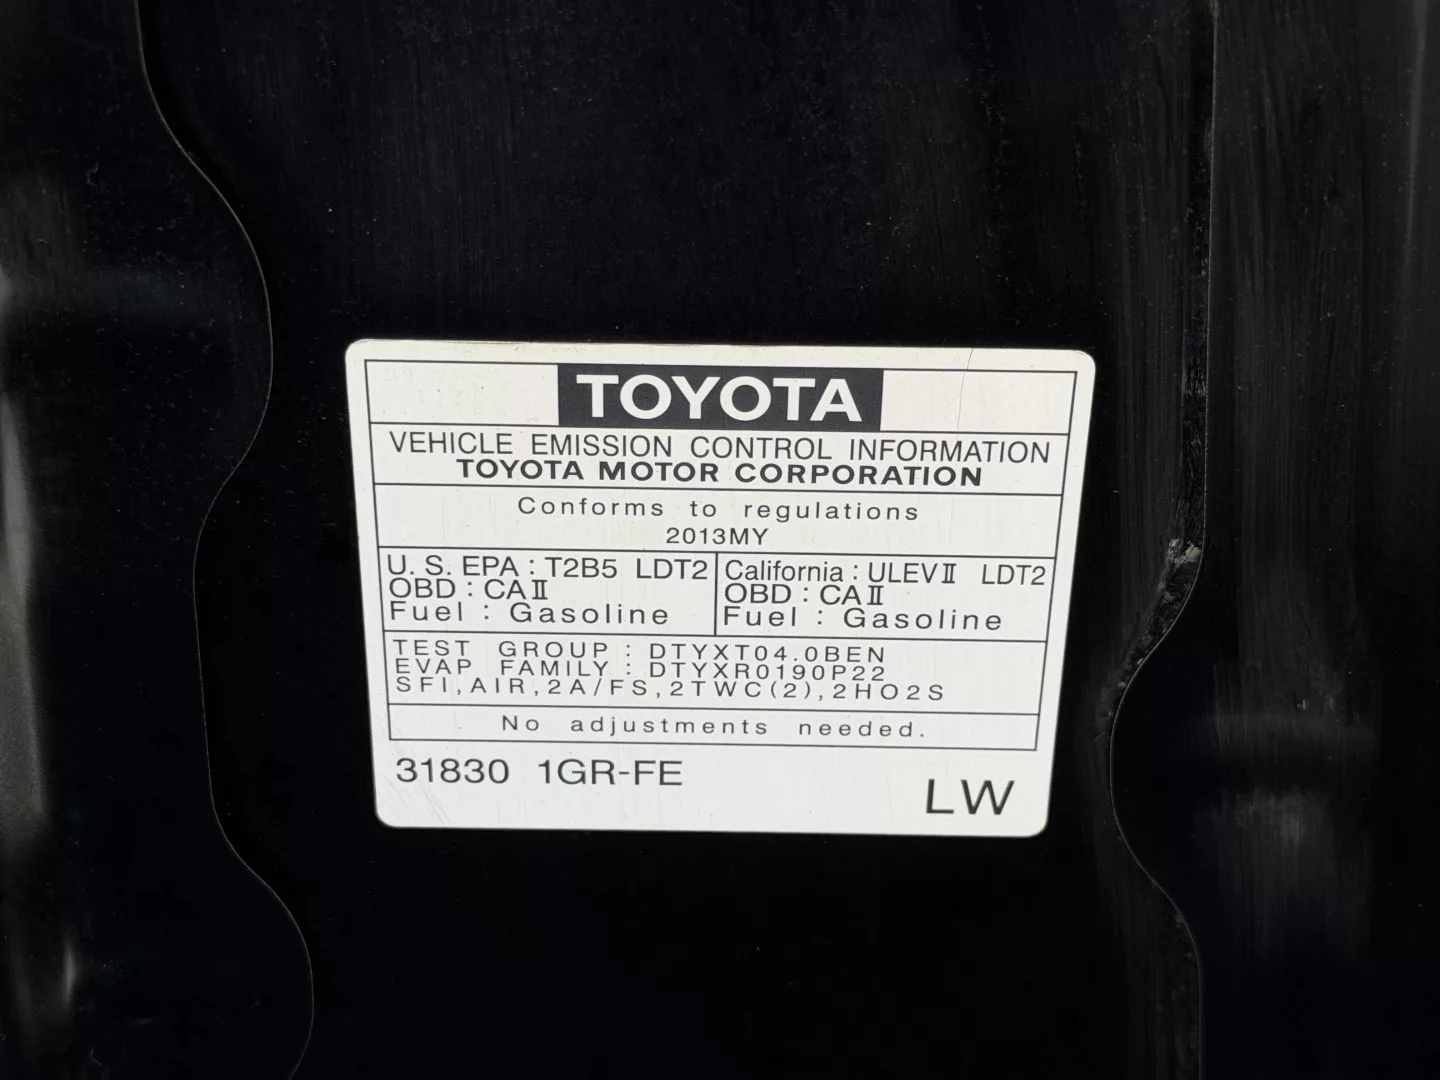 TOYOTA
VEHICLE EMISSION CONTROL INFORMATION
TOYOTA MOTOR CORPORATION
Conforms to regulations
2013MY
U.S.EPA : T2B5 LDT2
OBD : CAⅡ
Fuel : Gasoline
California : ULEVⅡ LDT2
OBD : CAⅡ
Fuel : Gasoline
TEST GROUP : DTYXT04.0BEN
EVAP FAMILY : DTYXR0190P22
SFI,AIR,2A/FS,2TWC(2),2HO2S
No adjustments needed.
31830 1GR-FE
LW